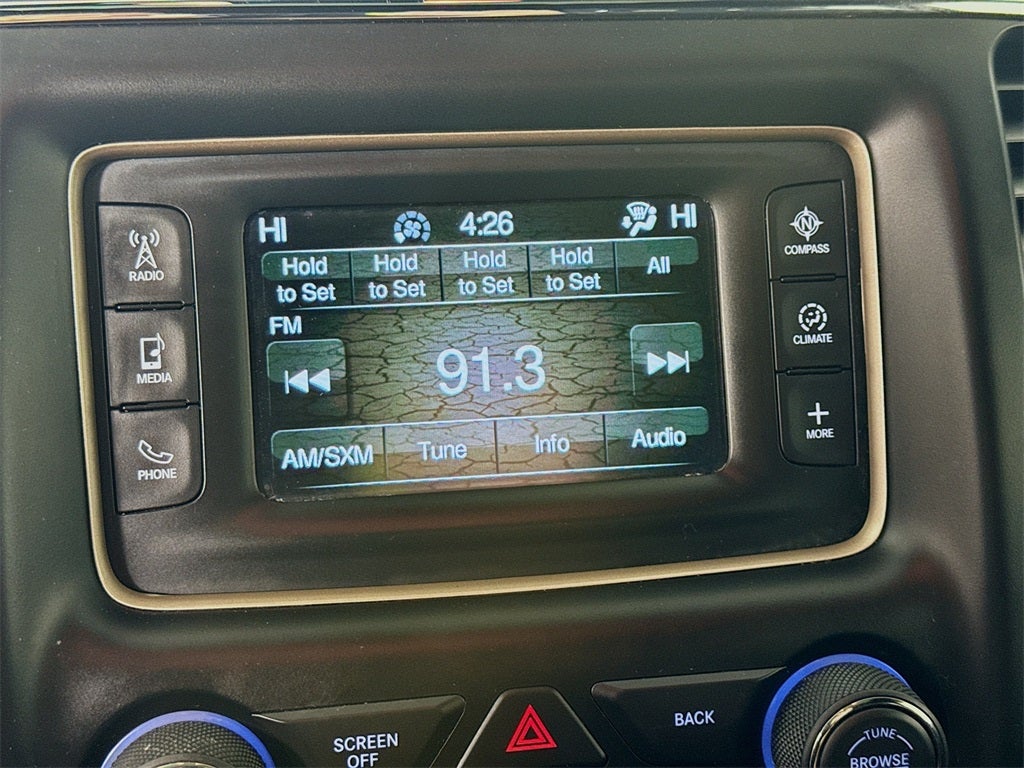 HI 4:26 HI
Hold to Set
Hold to Set
Hold to Set
Hold to Set
All
FM
91.3
AM/SXM Tune Info Audio
RADIO
MEDIA
PHONE
N
COMPASS
CLIMATE
MORE
SCREEN
OFF
BACK
TUNE
BROWSE